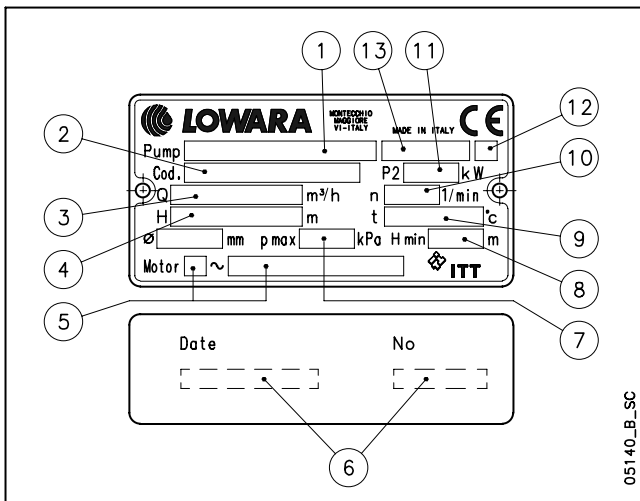 1 13 11
LOWARA MONTECCHIO MAGGIORE VI-ITALY MADE IN ITALY CE
12
2
Pump
Cod. P2 kW
10
3
Q m³/h n 1/min
H m t °c
9
4
Ø mm p max kPa H min m
8
Motor ~ ITT
5
7
Date No
6
05140_B_SC